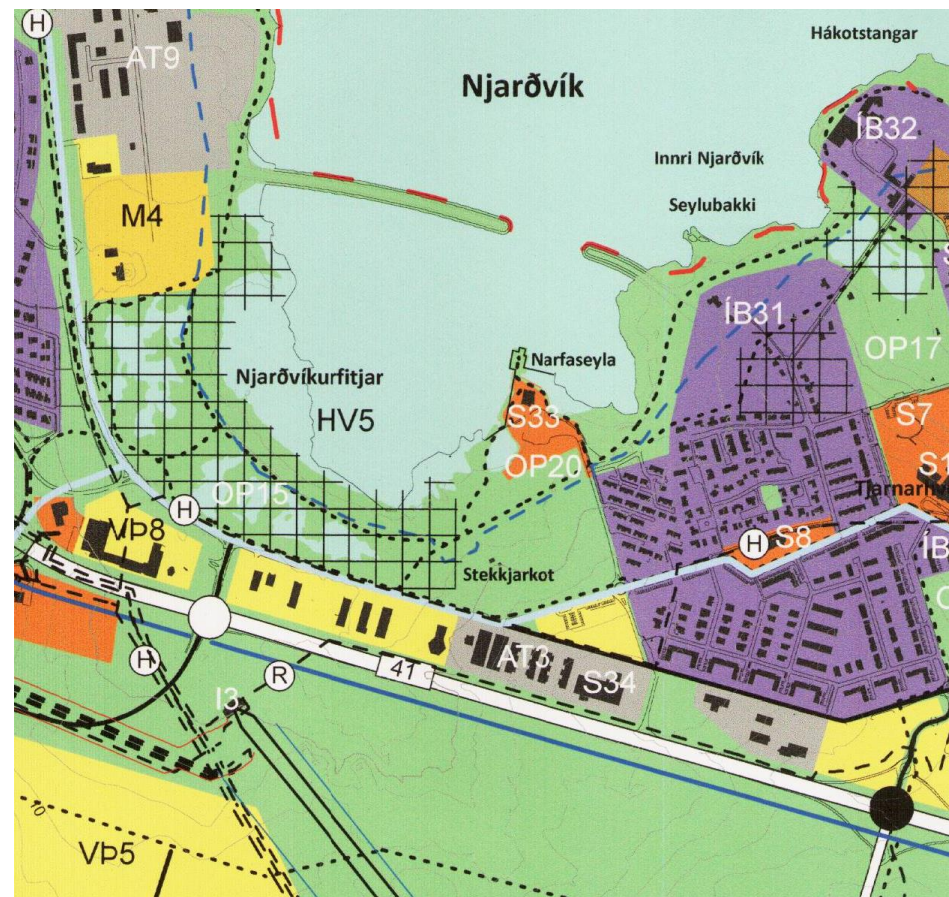 H
AT9
Hákotstangar
Njarðvík
ÍB32
Innri Njarðvík
M4
Seylubakki
ÍB31
OP17
Narfaseyla
Njarðvíkurfitjar
HV5
S33
S7
OP20
OP15
H
VÞ8
H
S8
Stekkjarkot
H
R
41
AT3
S34
I3
10
VÞ5